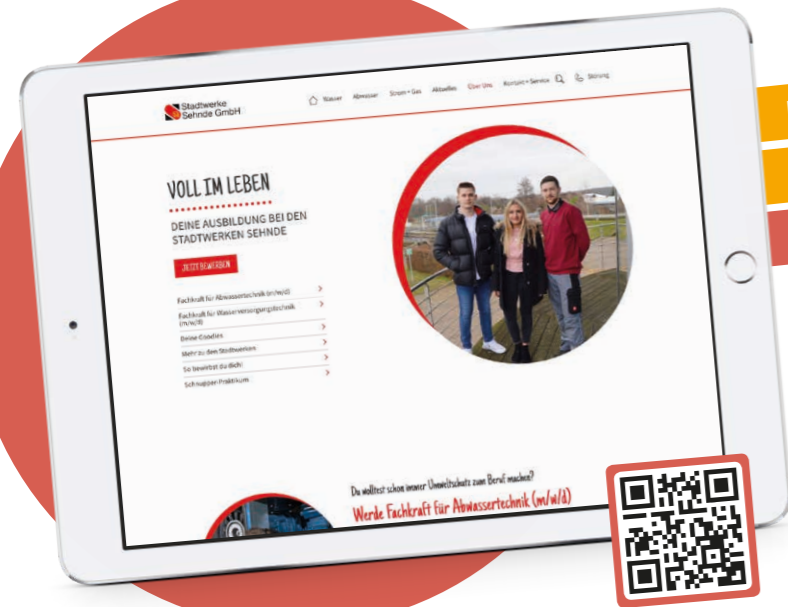 Stadtwerke
Sehnde GmbH
Wasser Abwasser Strom + Gas Aktuelles Über Uns Kontakt + Service Störung
VOLL IM LEBEN
DEINE AUSBILDUNG BEI DEN
STADTWERKEN SEHNDE
JETZT BEWERBEN
Fachkraft für Abwassertechnik (m/w/d)
Fachkraft für Wasserversorgungstechnik
(m/w/d)
Deine Goodies
Mehr zu den Stadtwerken
So bewirbst du dich!
Schnupper-Praktikum
Du wolltest schon immer Umweltschutz zum Beruf machen?
Werde Fachkraft für Abwassertechnik (m/w/d)